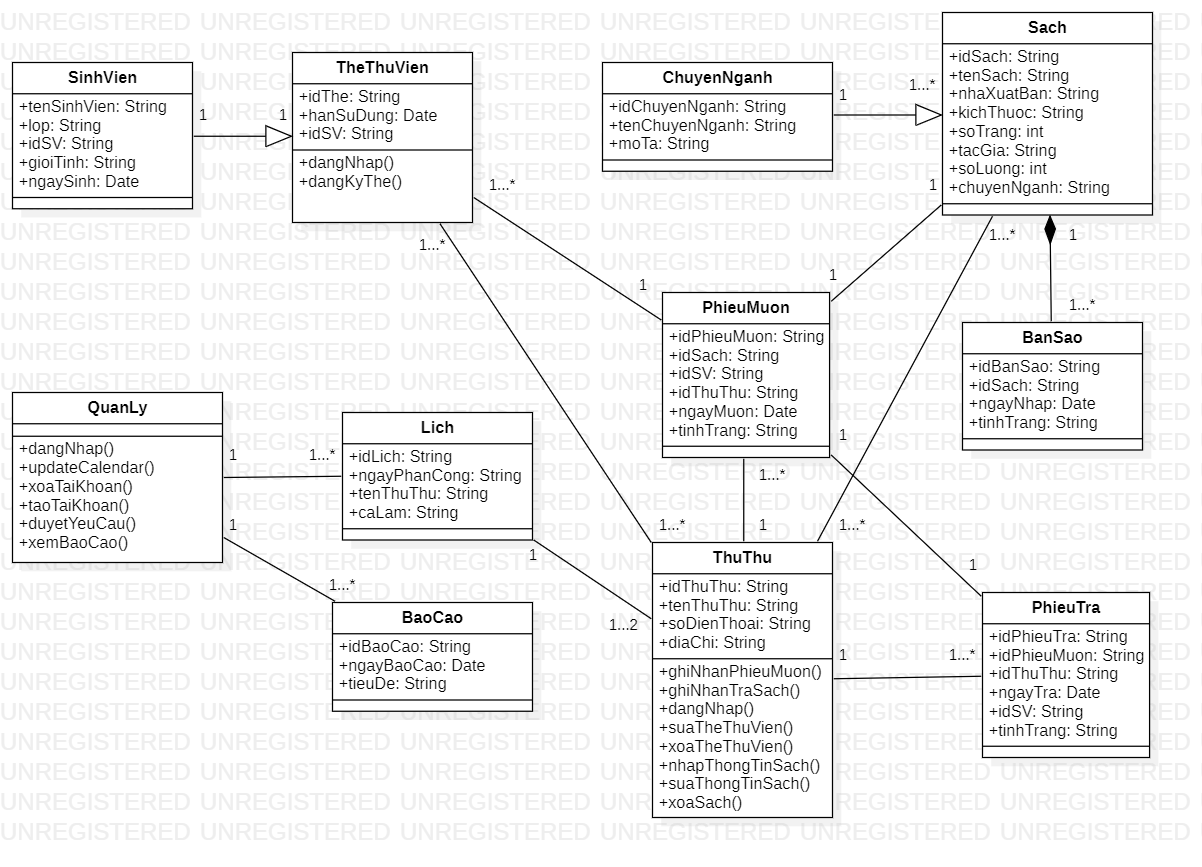 SinhVien
+tenSinhVien: String
+lop: String
+idSV: String
+gioiTinh: String
+ngaySinh: Date
1
1
TheThuVien
+idThe: String
+hanSuDung: Date
+idSV: String
+dangNhap()
+dangKyThe()
1...*
1...*
ChuyenNganh
+idChuyenNganh: String
+tenChuyenNganh: String
+moTa: String
1
1...*
Sach
+idSach: String
+tenSach: String
+nhaXuatBan: String
+kichThuoc: String
+soTrang: int
+tacGia: String
+soLuong: int
+chuyenNganh: String
1
1...*
1
1...*
1
1
PhieuMuon
+idPhieuMuon: String
+idSach: String
+idSV: String
+idThuThu: String
+ngayMuon: Date
+tinhTrang: String
1
1...*
BanSao
+idBanSao: String
+idSach: String
+ngayNhap: Date
+tinhTrang: String
QuanLy
+dangNhap()
+updateCalendar()
+xoaTaiKhoan()
+taoTaiKhoan()
+duyetYeuCau()
+xemBaoCao()
1
1...*
1
1...*
Lich
+idLich: String
+ngayPhanCong: String
+tenThuThu: String
+caLam: String
1
1...2
BaoCao
+idBaoCao: String
+ngayBaoCao: Date
+tieuDe: String
1...*
1
1...*
ThuThu
+idThuThu: String
+tenThuThu: String
+soDienThoai: String
+diaChi: String
+ghiNhanPhieuMuon()
+ghiNhanTraSach()
+dangNhap()
+suaTheThuVien()
+xoaTheThuVien()
+nhapThongTinSach()
+suaThongTinSach()
+xoaSach()
1
1...*
1
PhieuTra
+idPhieuTra: String
+idPhieuMuon: String
+idThuThu: String
+ngayTra: Date
+idSV: String
+tinhTrang: String
UNREGISTERED